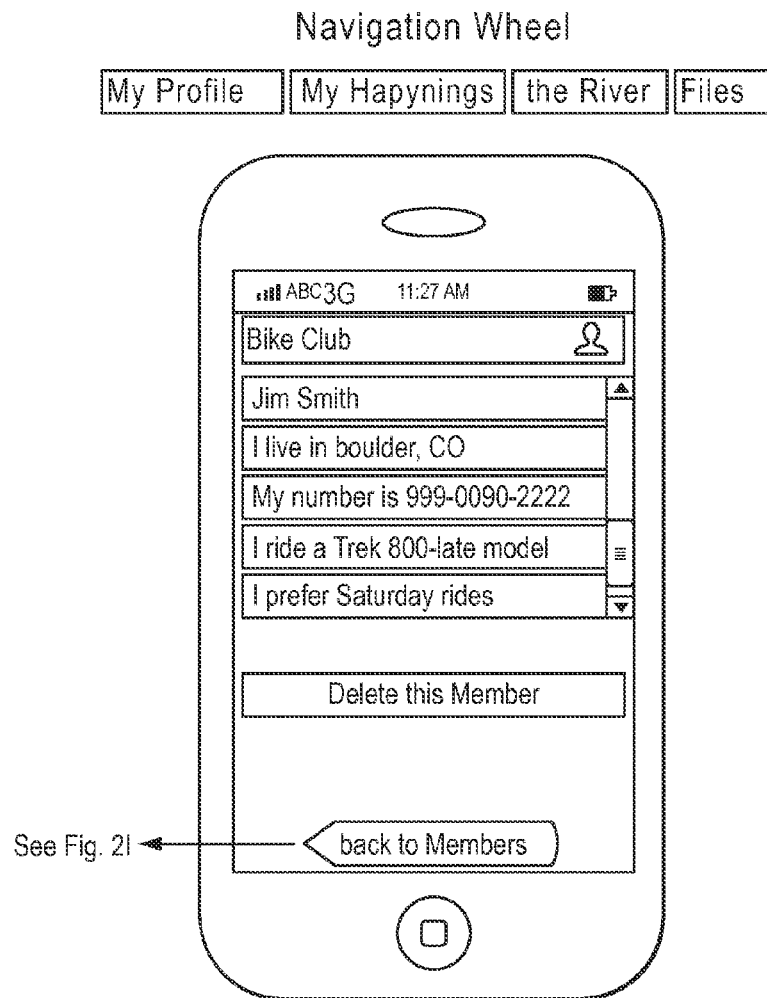 Navigation Wheel
My Profile My Hapynings the River Files
ABC 3G 11:27 AM
Bike Club
Jim Smith
I live in boulder, CO
My number is 999-0090-2222
I ride a Trek 800-late model
I prefer Saturday rides
Delete this Member
See Fig. 2I back to Members